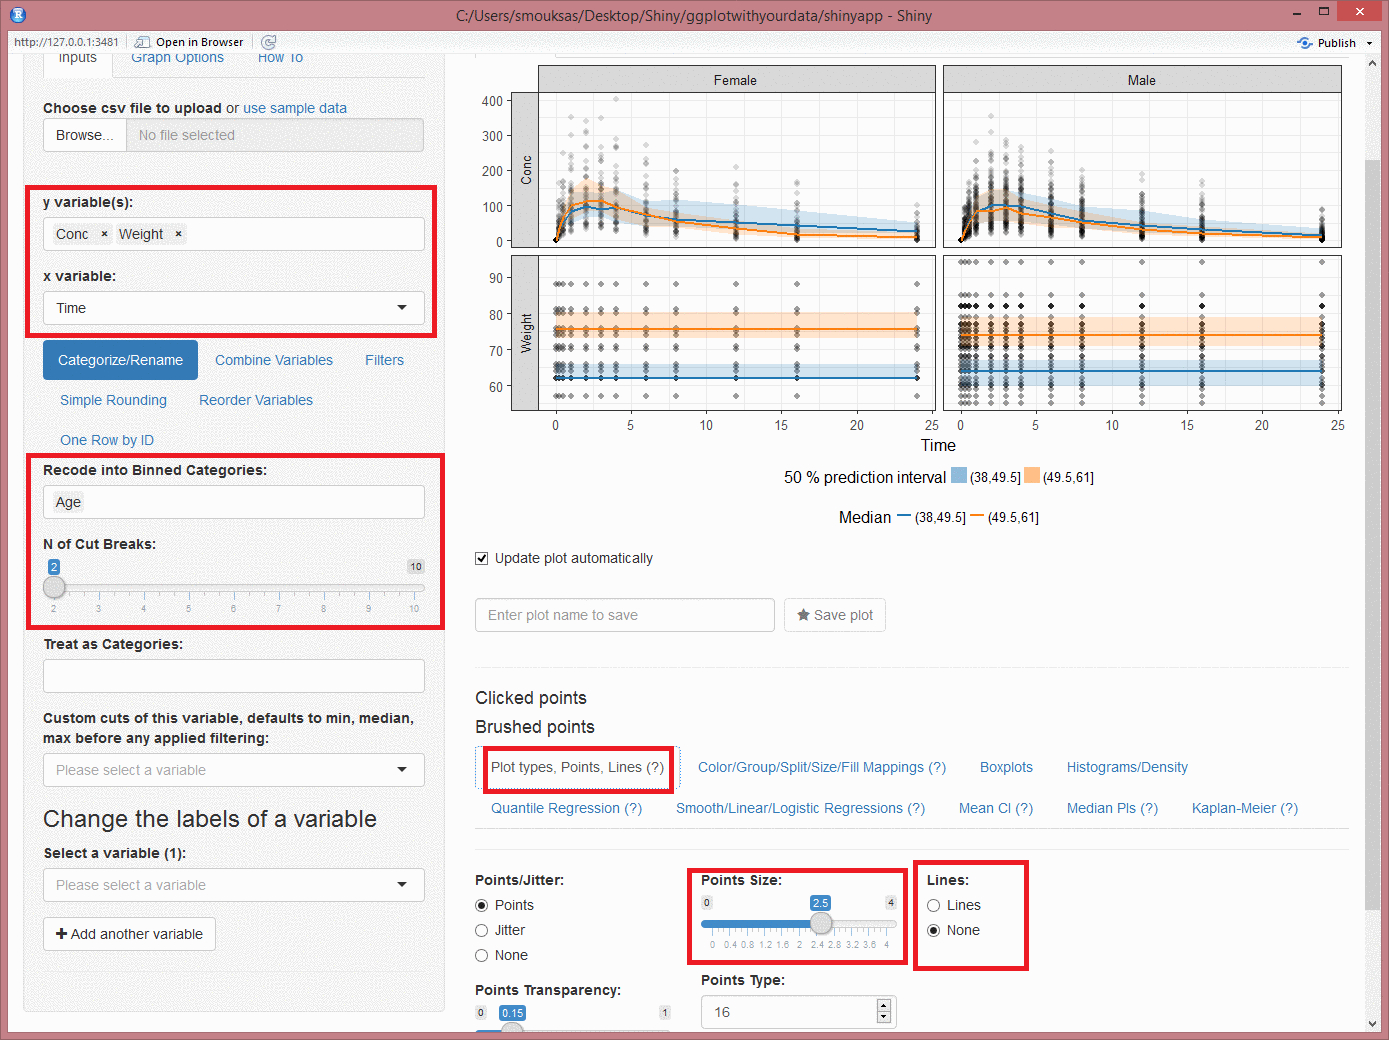 C:/Users/smouksas/Desktop/Shiny/ggplotwithyourdata/shinyapp - Shiny
http://127.0.0.1:3481 Open in Browser Publish
Inputs Graph Options How To
Choose csv file to upload or use sample data
Browse... No file selected
y variable(s):
Conc × Weight ×
x variable:
Time
Categorize/Rename Combine Variables Filters
Simple Rounding Reorder Variables
One Row by ID
Recode into Binned Categories:
Age
N of Cut Breaks:
2 10
2 3 4 5 6 7 8 9 10
Treat as Categories:
Custom cuts of this variable, defaults to min, median,
max before any applied filtering:
Please select a variable
Change the labels of a variable
Select a variable (1):
Please select a variable
Add another variable
Female Male
Conc
400
300
200
100
0
Weight
90
80
70
60
0 5 10 15 20 25 0 5 10 15 20 25
Time
50 % prediction interval (38,49.5] (49.5,61]
Median (38,49.5] (49.5,61]
Update plot automatically
Enter plot name to save Save plot
Clicked points
Brushed points
Plot types, Points, Lines (?) Color/Group/Split/Size/Fill Mappings (?) Boxplots Histograms/Density
Quantile Regression (?) Smooth/Linear/Logistic Regressions (?) Mean CI (?) Median PIs (?) Kaplan-Meier (?)
Points/Jitter:
Points
Jitter
None
Points Transparency:
0 0.15 1
Points Size:
0 2.5 4
0 0.4 0.8 1.2 1.6 2 2.4 2.8 3.2 3.6 4
Points Type:
16
Lines:
Lines
None